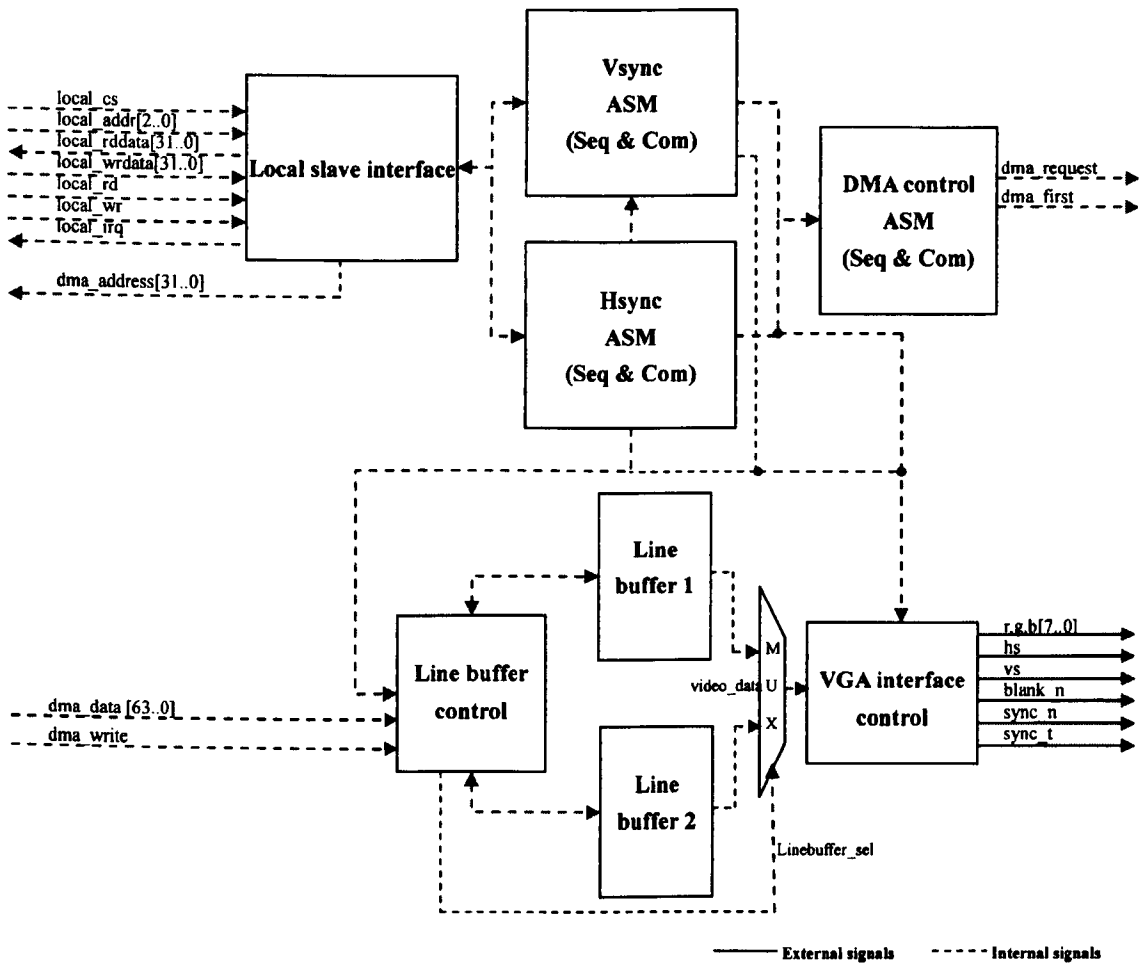 local_cs
local_addr[2..0]
local_rddata[31..0]
local_wrdata[31..0]
local_rd
local_wr
local_irq
dma_address[31..0]
Local slave interface
Vsync
ASM
(Seq & Com)
Hsync
ASM
(Seq & Com)
DMA control
ASM
(Seq & Com)
dma_request
dma_first
Line
buffer 1
Line buffer
control
dma_data [63..0]
dma_write
Line
buffer 2
video_data
M
U
X
Linebuffer_sel
VGA interface
control
r,g,b[7..0]
hs
vs
blank_n
sync_n
sync_t
External signals
Internal signals